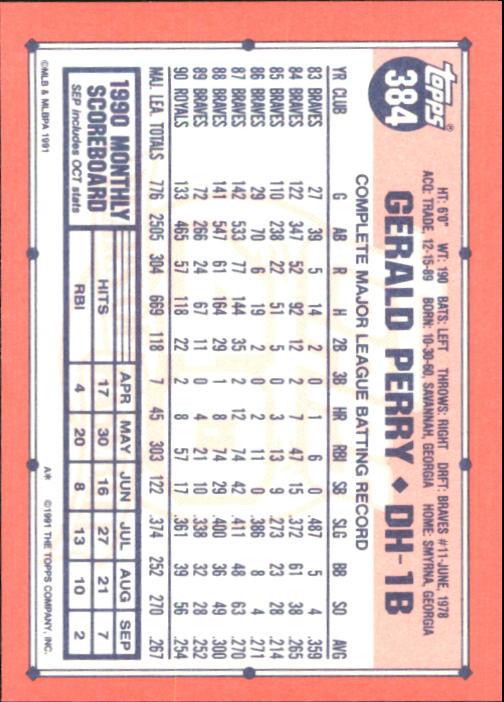 topps®
384
HT: 6'0" WT: 190 BATS: LEFT THROWS: RIGHT DRFT: BRAVES #11-JUNE, 1978
ACQ: TRADE, 12-15-89 BORN: 10-30-60, SAVANNAH, GEORGIA HOME: SMYRNA, GEORGIA
GERALD PERRY ◆ DH-1B
COMPLETE MAJOR LEAGUE BATTING RECORD
YR CLUB G AB R H 2B 3B HR RBI SB SLG BB SO AVG
83 BRAVES 27 39 5 14 2 0 1 6 0 .487 5 4 .359
84 BRAVES 122 347 52 92 12 2 7 47 15 .372 61 38 .265
85 BRAVES 110 238 22 51 5 0 3 13 9 .273 23 28 .214
86 BRAVES 29 70 6 19 2 0 2 11 0 .386 8 4 .271
87 BRAVES 142 533 77 144 35 2 12 74 42 .411 48 63 .270
88 BRAVES 141 547 61 164 29 1 8 74 29 .400 36 49 .300
89 BRAVES 72 266 24 67 11 0 4 21 10 .338 32 28 .252
90 ROYALS 133 465 57 118 22 2 8 57 17 .361 39 56 .254
MAJ. LEA. TOTALS 776 2505 304 669 118 7 45 303 122 .374 252 270 .267
1990 MONTHLY
SCOREBOARD
SEP includes OCT stats
APR MAY JUN JUL AUG SEP
HITS 17 30 16 27 21 7
RBI 4 20 8 13 10 2
©MLB & MLBPA 1991
A*
©1991 THE TOPPS COMPANY, INC.